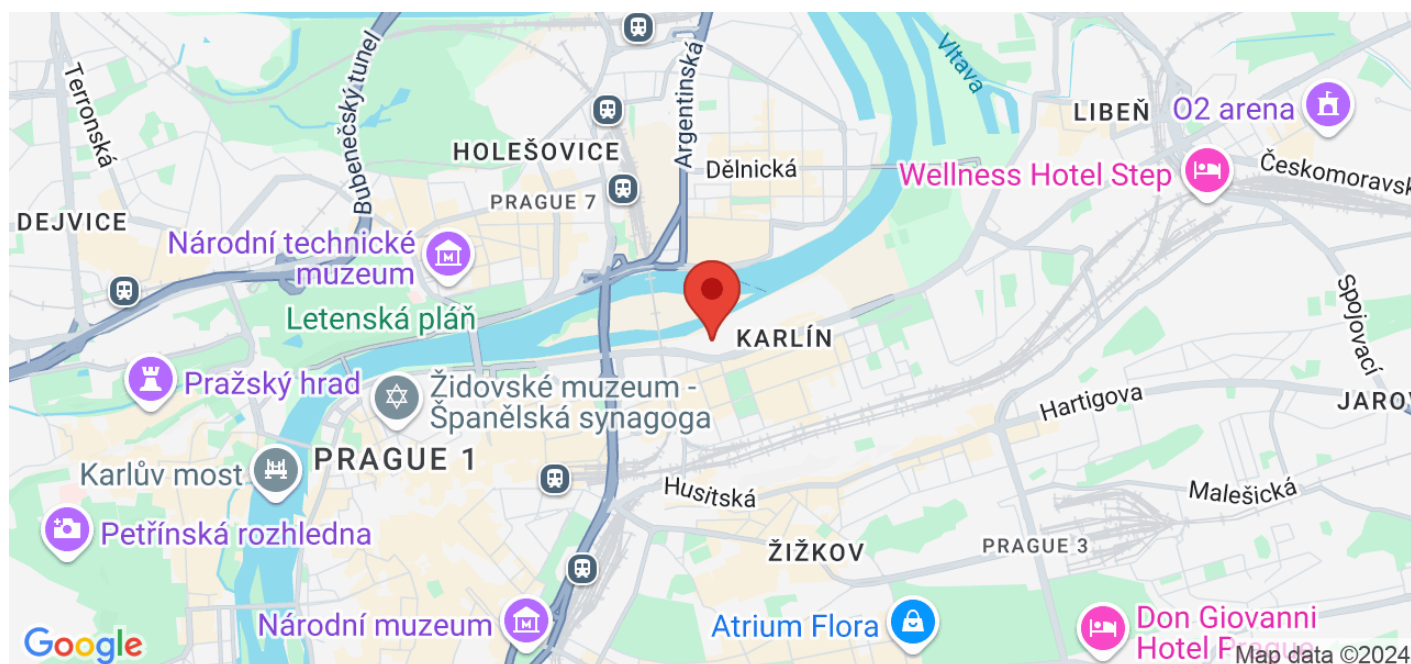 Terronská
Bubenečský tunel
Argentinská
Vltava
LIBEŇ
O2 arena
HOLEŠOVICE
Dělnická
Wellness Hotel Step
Českomoravsk
PRAGUE 7
DEJVICE
Národní technické
muzeum
Letenská pláň
Spojovací
KARLÍN
Pražský hrad
Židovské muzeum -
Španělská synagoga
Hartigova
JAROV
PRAGUE 1
Karlův most
Husitská
Malešická
Petřínská rozhledna
ŽIŽKOV
PRAGUE 3
Národní muzeum
Atrium Flora
Don Giovanni
Hotel Prague
Google
Map data ©2024